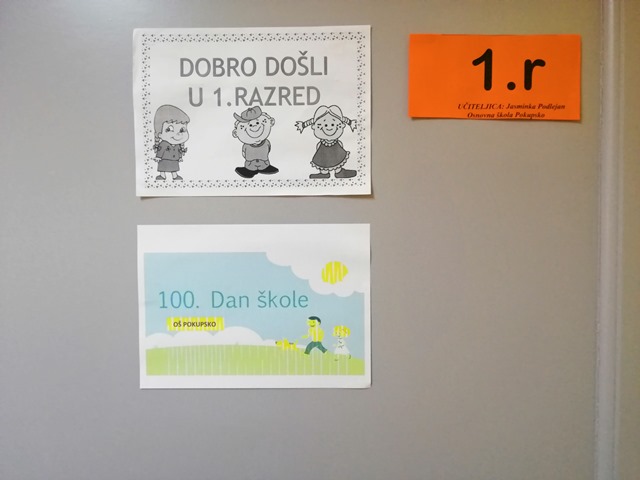 DOBRO DOŠLI
U 1.RAZRED
1.r
UČITELJICA: Jasminka Podlejan
Osnovna škola Pokupsko
100. Dan škole
OŠ POKUPSKO